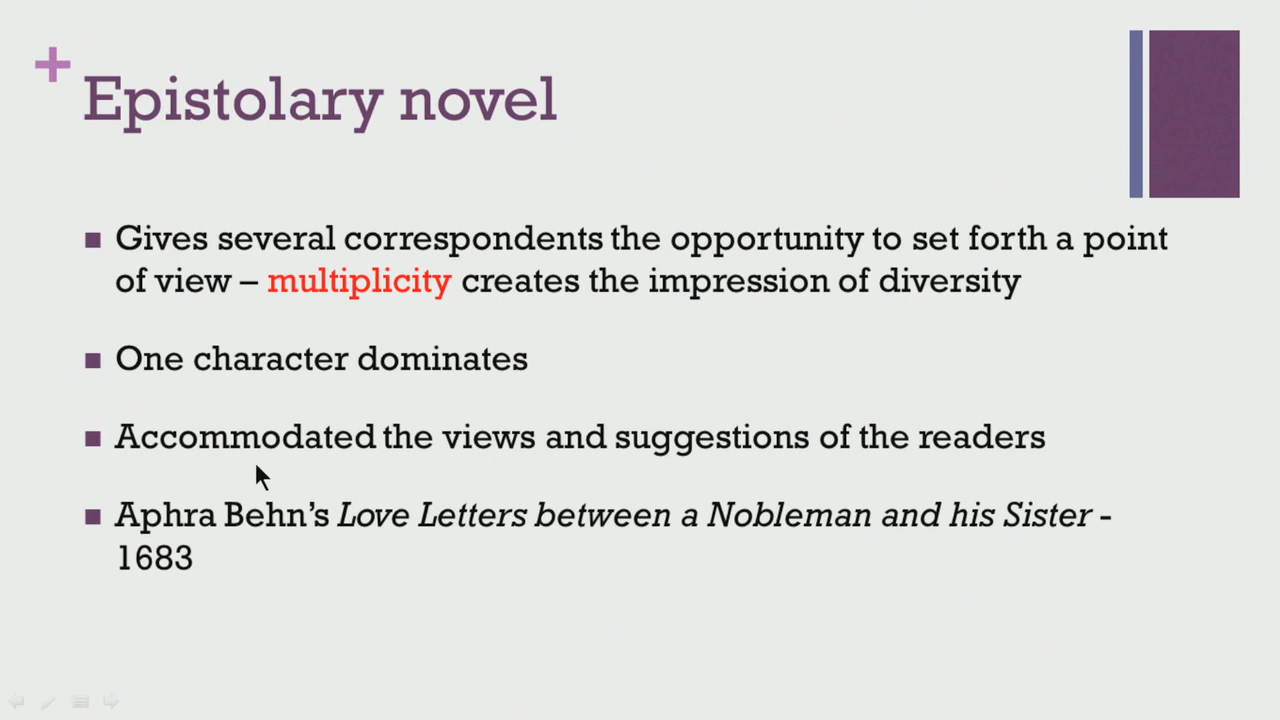 Epistolary novel
Gives several correspondents the opportunity to set forth a point
of view – multiplicity creates the impression of diversity
One character dominates
Accommodated the views and suggestions of the readers
Aphra Behn's Love Letters between a Nobleman and his Sister -
1683